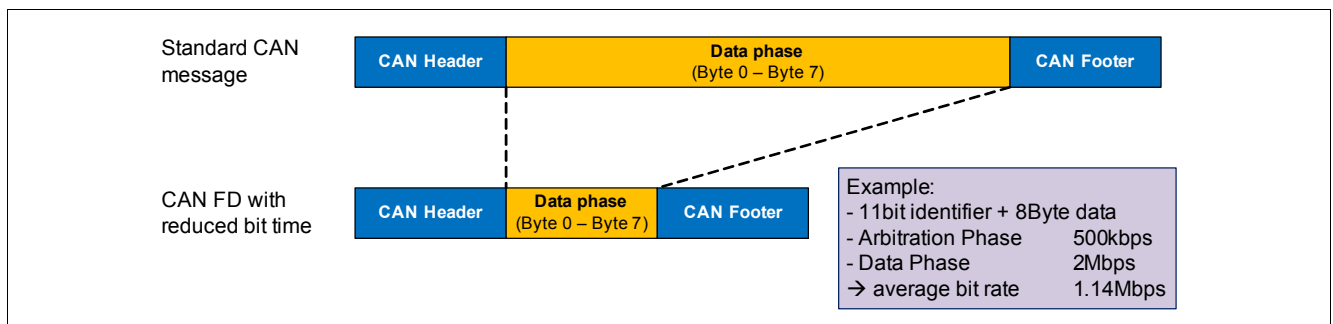 Standard CAN
message
CAN Header
Data phase
(Byte 0 – Byte 7)
CAN Footer
CAN FD with
reduced bit time
CAN Header
Data phase
(Byte 0 – Byte 7)
CAN Footer
Example:
- 11bit identifier + 8Byte data
- Arbitration Phase 500kbps
- Data Phase 2Mbps
→ average bit rate 1.14Mbps